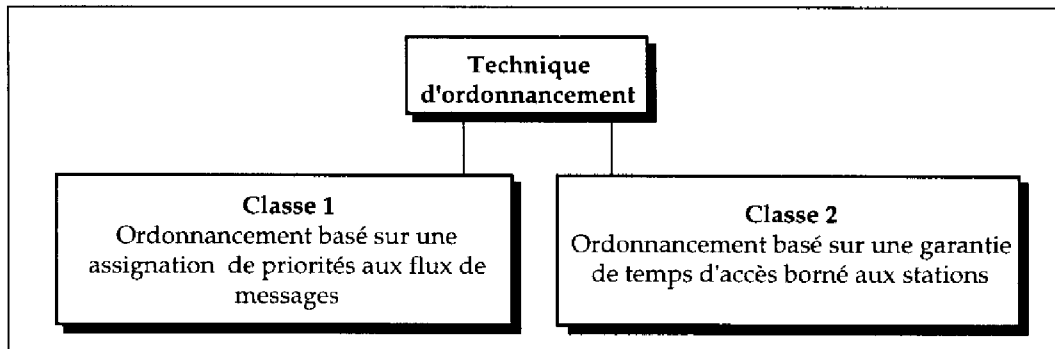 Technique
d'ordonnancement
Classe 1
Ordonnancement basé sur une
assignation de priorités aux flux de
messages
Classe 2
Ordonnancement basé sur une garantie
de temps d'accès borné aux stations